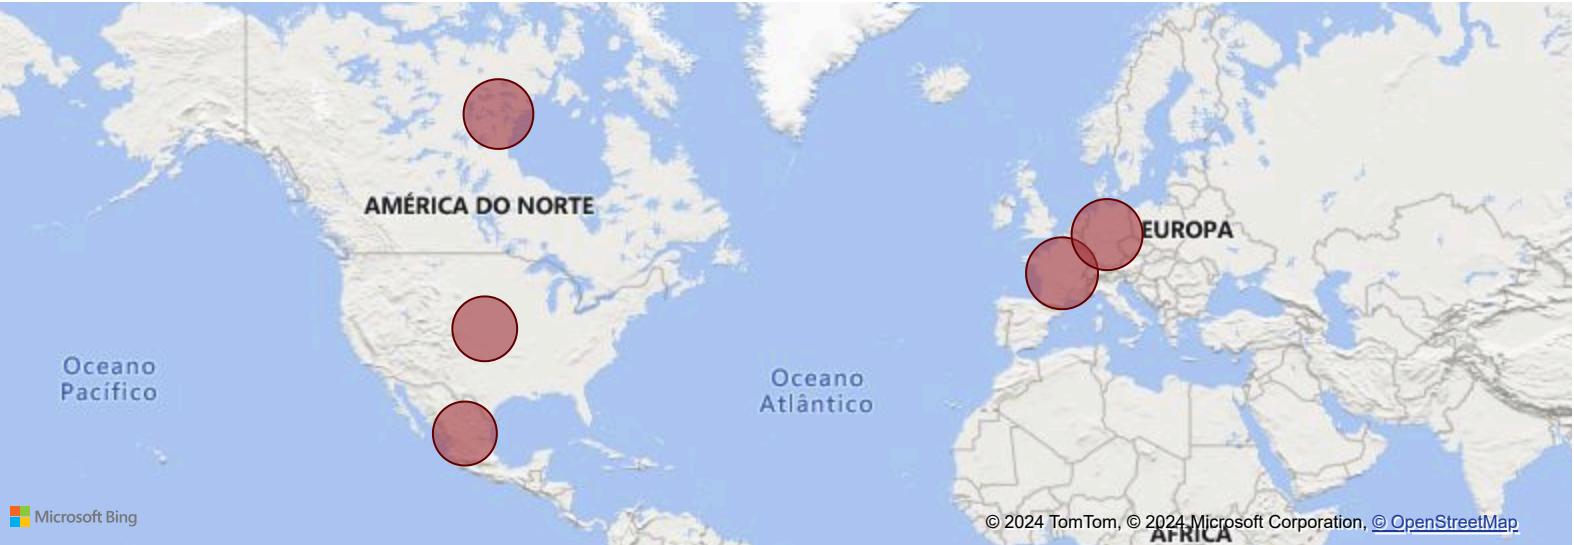 AMÉRICA DO NORTE
EUROPA
Oceano
Pacífico
Oceano
Atlântico
Microsoft Bing
© 2024 TomTom, © 2024 Microsoft Corporation, © OpenStreetMap
ÁFRICA